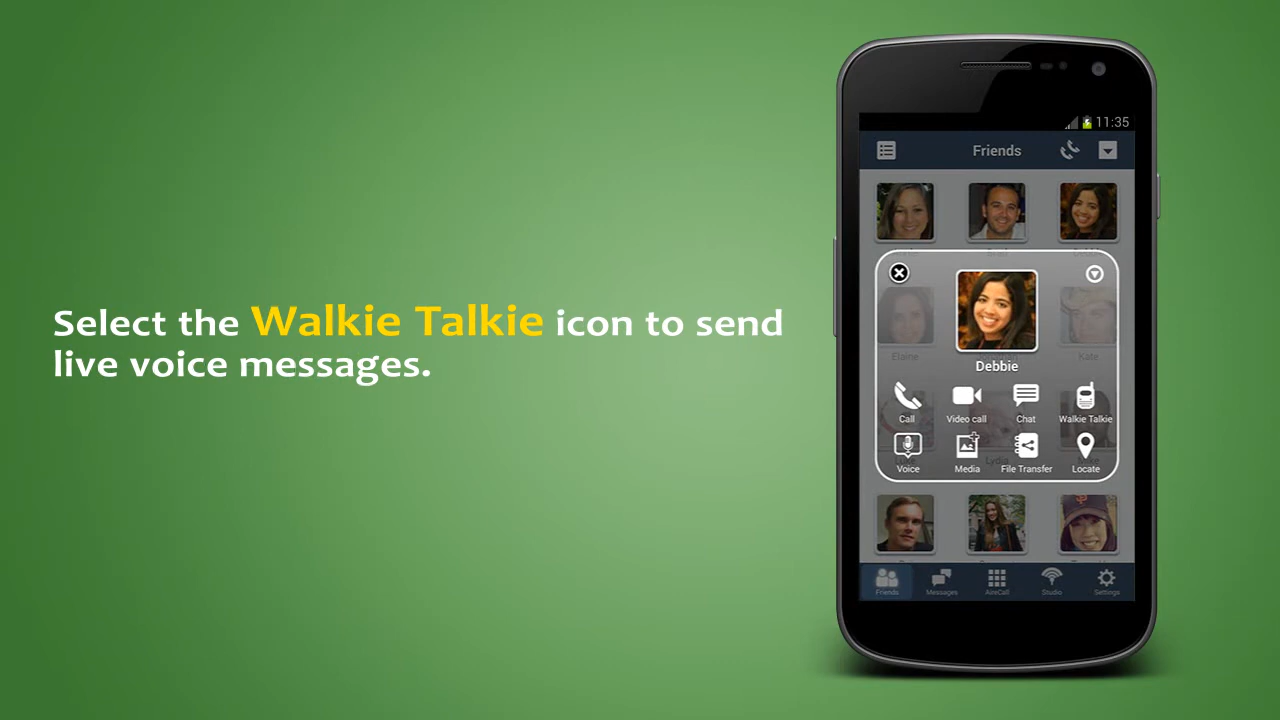 Select the Walkie Talkie icon to send
live voice messages.
11:35
Friends
Elaine
Kate
Debbie
Call Video call Chat Walkie Talkie
Lydia
Voice Media File Transfer Locate
Friends Messages AireCall Studio Settings